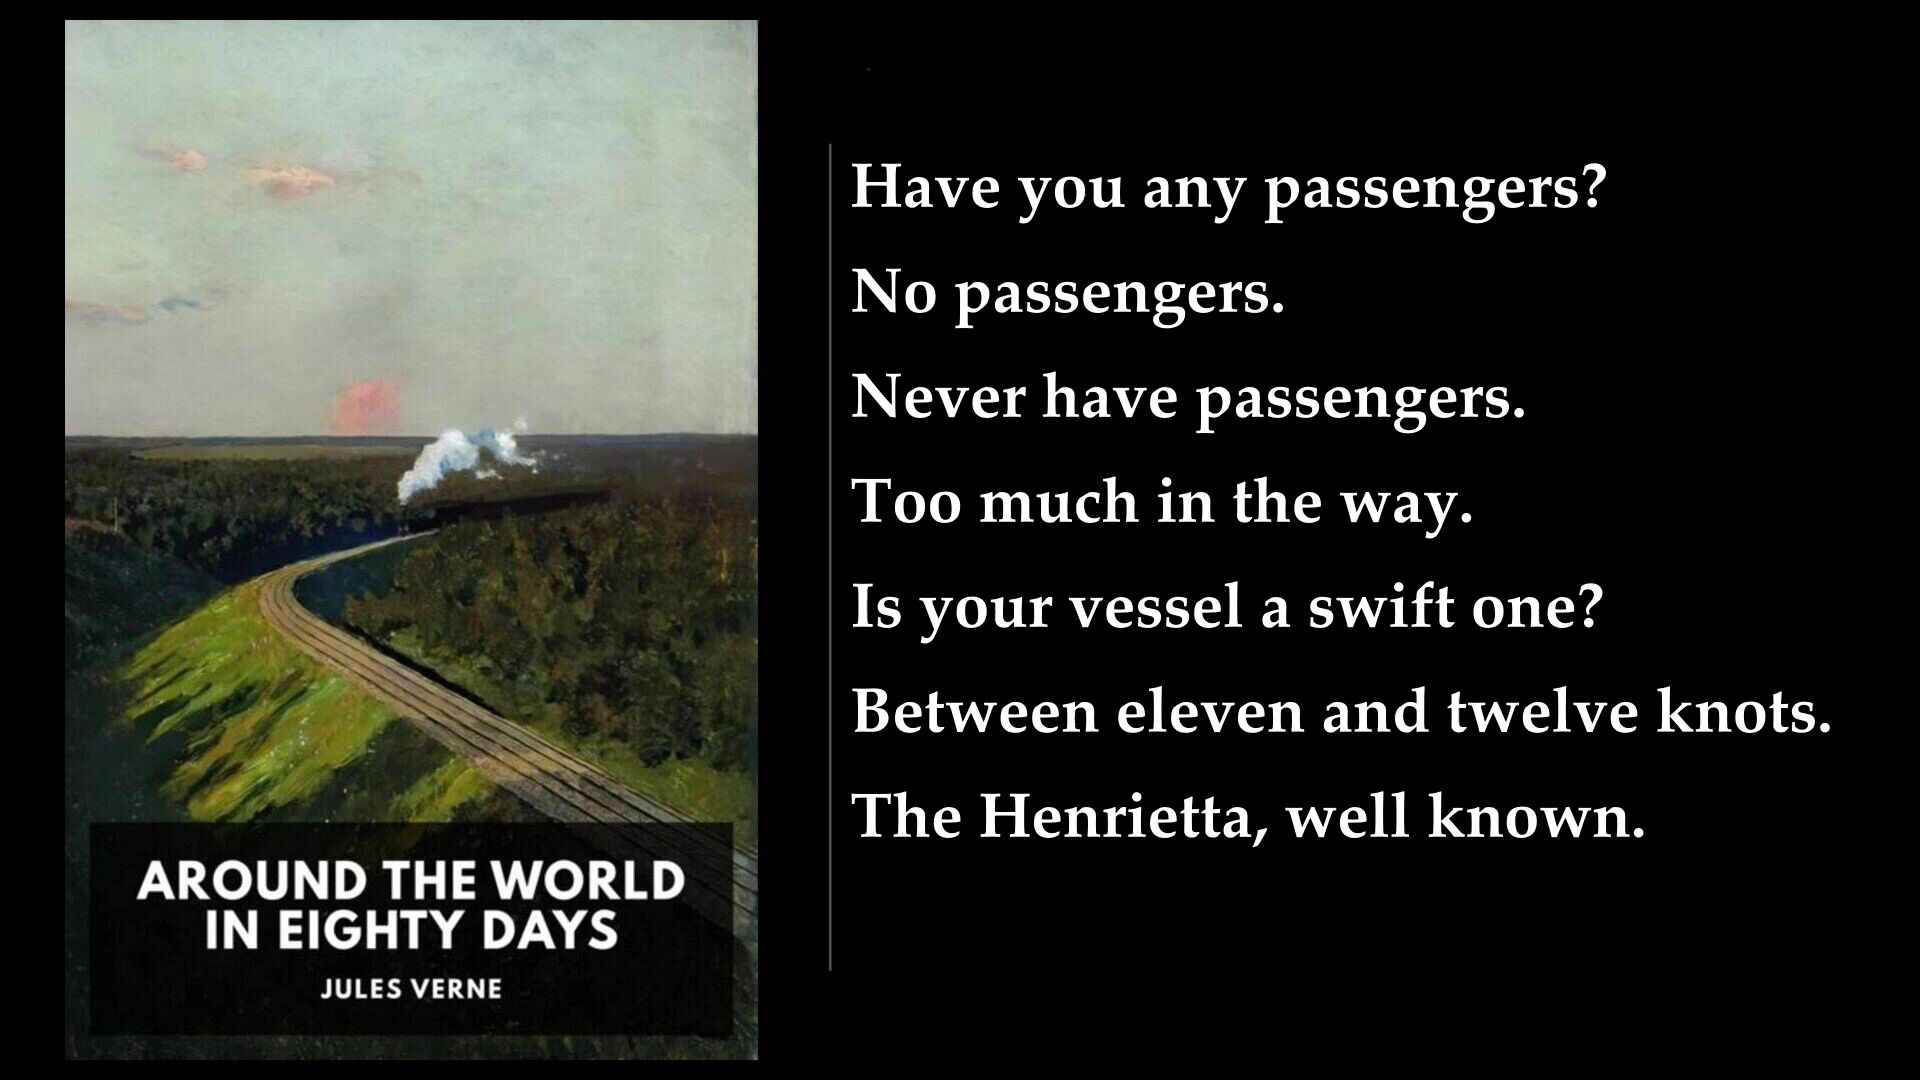 AROUND THE WORLD
IN EIGHTY DAYS
JULES VERNE
Have you any passengers?
No passengers.
Never have passengers.
Too much in the way.
Is your vessel a swift one?
Between eleven and twelve knots.
The Henrietta, well known.